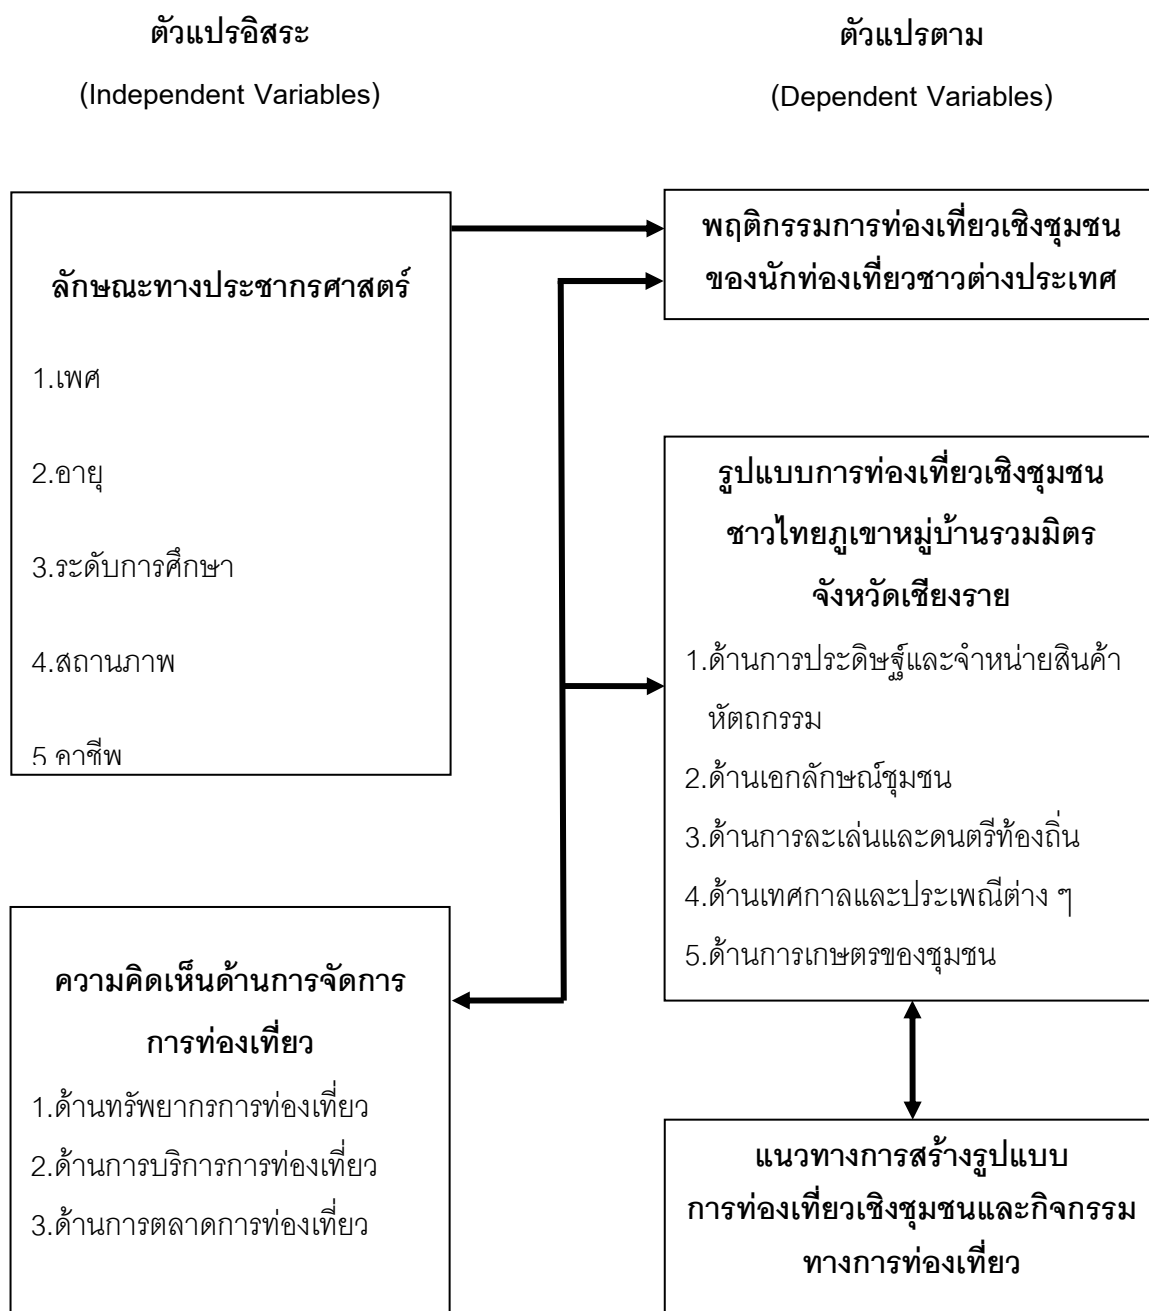 ตัวแปรอิสระ
(Independent Variables)
ตัวแปรตาม
(Dependent Variables)
ลักษณะทางประชากรศาสตร์
1.เพศ
2.อายุ
3.ระดับการศึกษา
4.สถานภาพ
5 คาชีพ
ความคิดเห็นด้านการจัดการ
การท่องเที่ยว
1.ด้านทรัพยากรการท่องเที่ยว
2.ด้านการบริการการท่องเที่ยว
3.ด้านการตลาดการท่องเที่ยว
พฤติกรรมการท่องเที่ยวเชิงชุมชน
ของนักท่องเที่ยวชาวต่างประเทศ
รูปแบบการท่องเที่ยวเชิงชุมชน
ชาวไทยภูเขาหมู่บ้านรวมมิตร
จังหวัดเชียงราย
1.ด้านการประดิษฐ์และจำหน่ายสินค้า
หัตถกรรม
2.ด้านเอกลักษณ์ชุมชน
3.ด้านการละเล่นและดนตรีท้องถิ่น
4.ด้านเทศกาลและประเพณีต่าง ๆ
5.ด้านการเกษตรของชุมชน
แนวทางการสร้างรูปแบบ
การท่องเที่ยวเชิงชุมชนและกิจกรรม
ทางการท่องเที่ยว